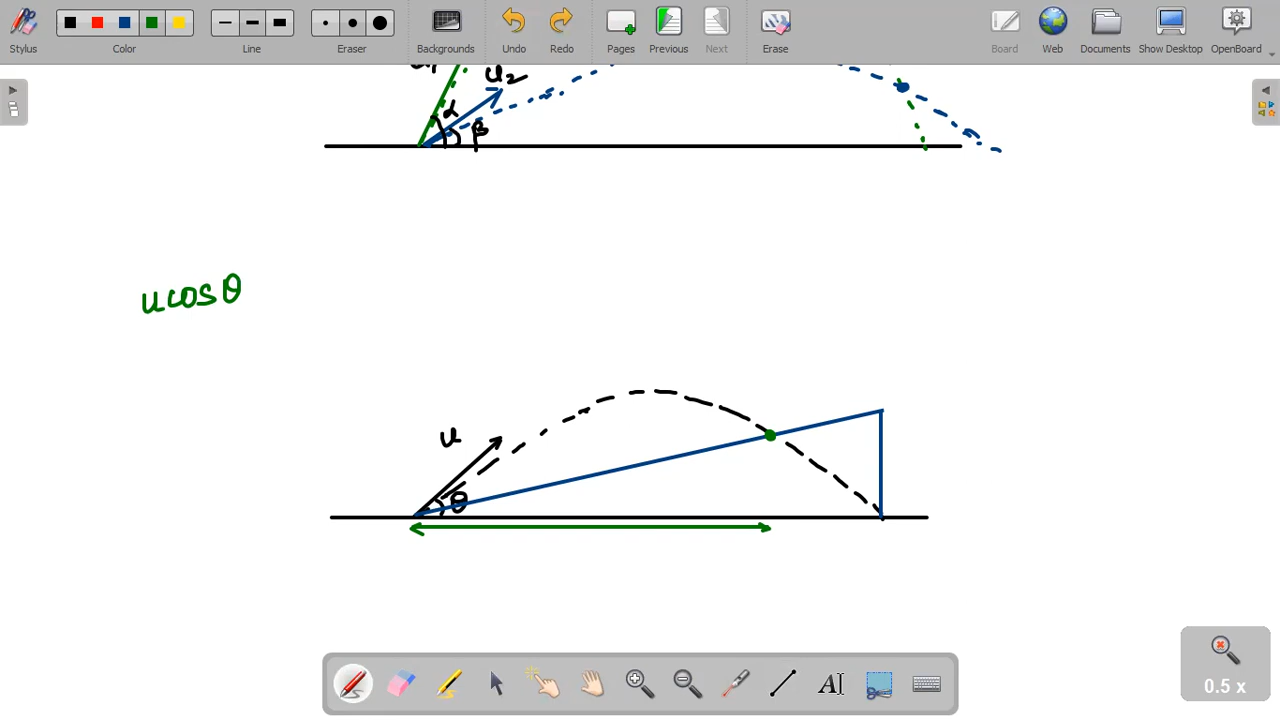 Stylus
Color
Line
Eraser
Backgrounds
Undo
Redo
Pages
Previous
Next
Erase
Board
Web
Documents
Show Desktop
OpenBoard
u₂
α
β
u cos θ
u
θ
0.5 x